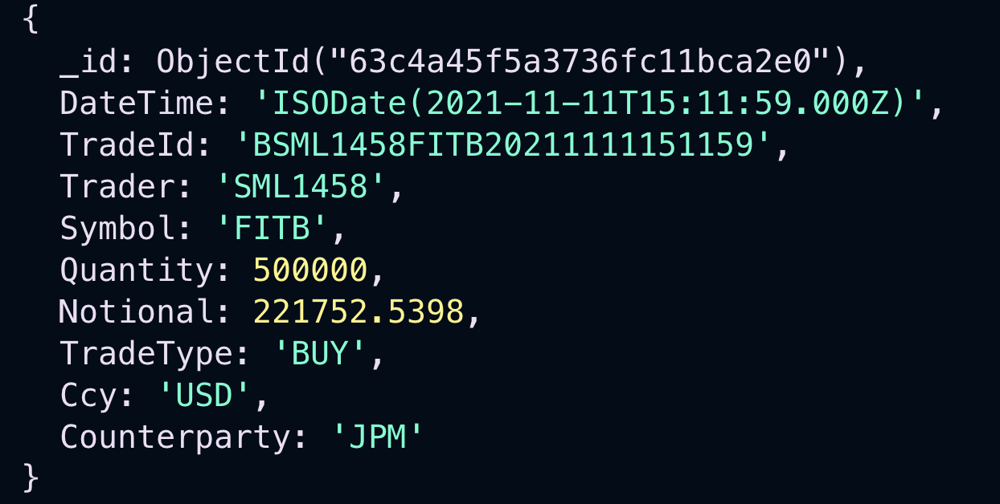 {
  _id: ObjectId("63c4a45f5a3736fc11bca2e0"),
  DateTime: 'ISODate(2021-11-11T15:11:59.000Z)',
  TradeId: 'BSML1458FITB20211111151159',
  Trader: 'SML1458',
  Symbol: 'FITB',
  Quantity: 500000,
  Notional: 221752.5398,
  TradeType: 'BUY',
  Ccy: 'USD',
  Counterparty: 'JPM'
}